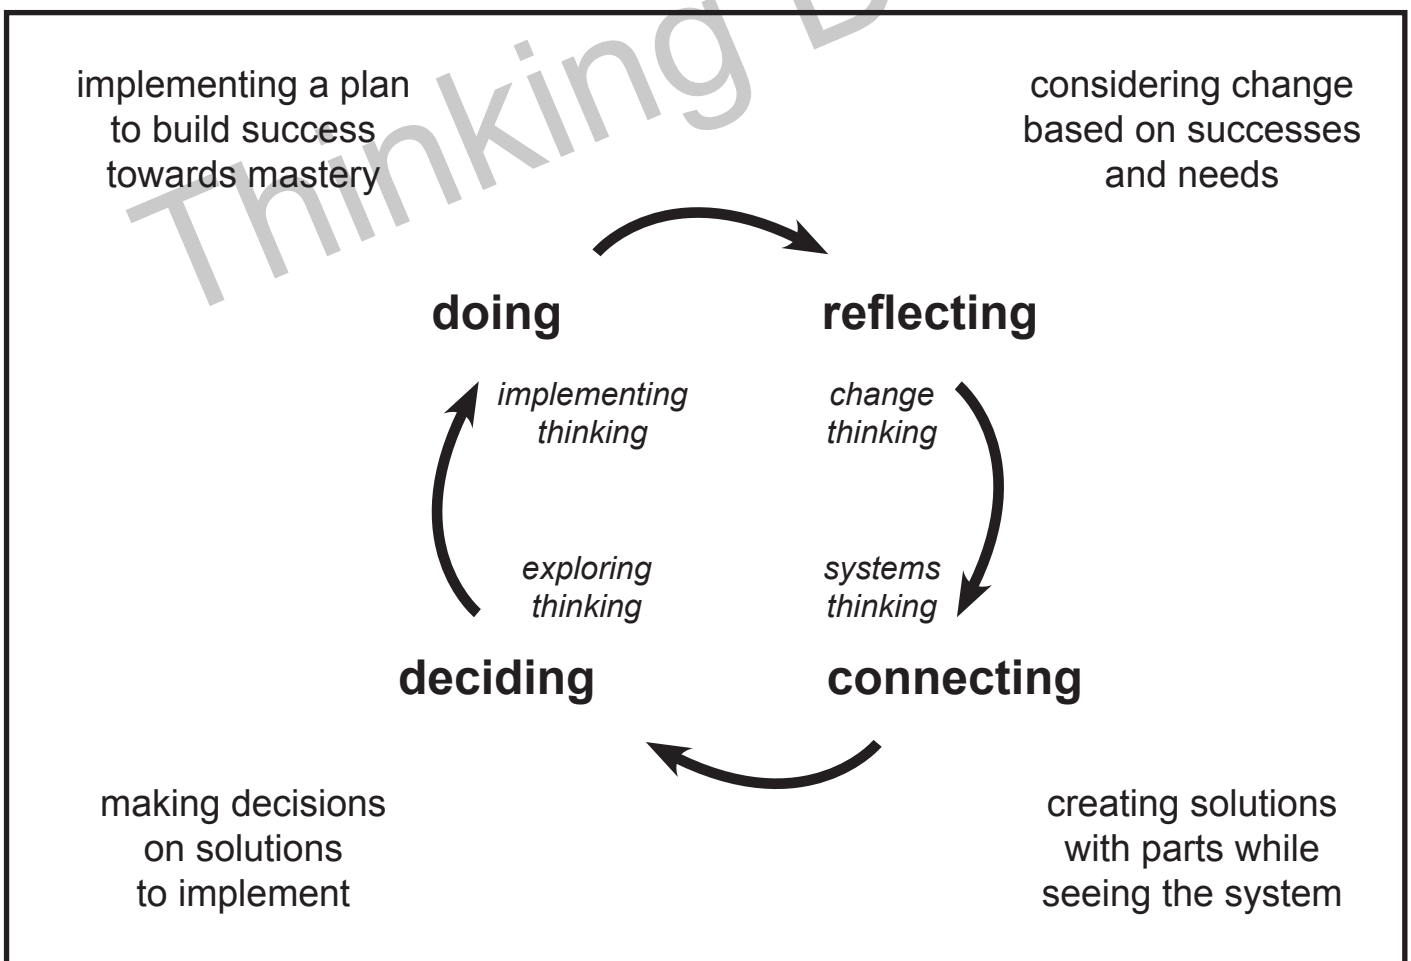 Thinking
implementing a plan
to build success
towards mastery
considering change
based on successes
and needs
doing
reflecting
implementing
thinking
change
thinking
exploring
thinking
systems
thinking
deciding
connecting
making decisions
on solutions
to implement
creating solutions
with parts while
seeing the system